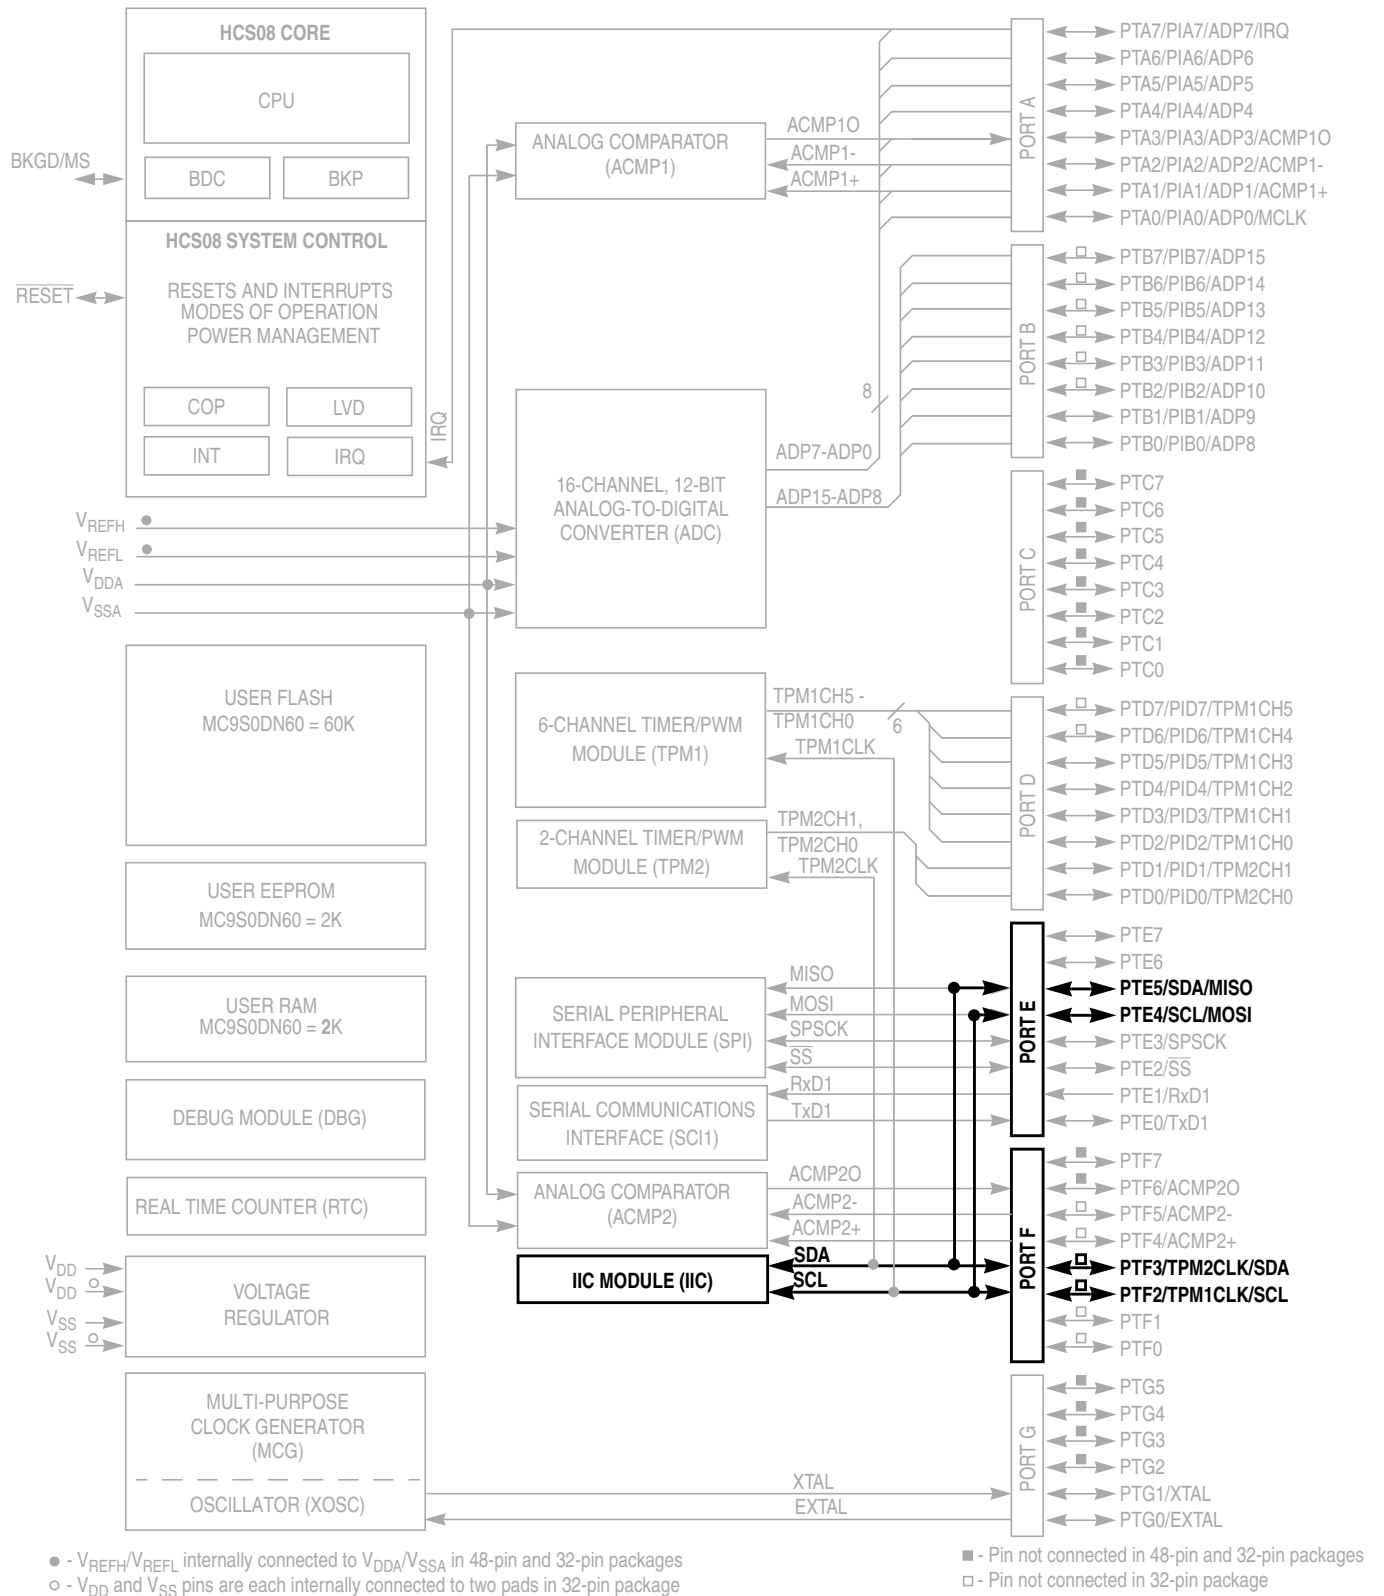 HCS08 CORE
CPU
BDC
BKP
BKGD/MS
HCS08 SYSTEM CONTROL
RESETS AND INTERRUPTS
MODES OF OPERATION
POWER MANAGEMENT
RESET
COP
LVD
INT
IRQ
IRQ
VREFH
VREFL
VDDA
VSSA
USER FLASH
MC9S0DN60 = 60K
USER EEPROM
MC9S0DN60 = 2K
USER RAM
MC9S0DN60 = 2K
DEBUG MODULE (DBG)
REAL TIME COUNTER (RTC)
VDD
VDD
VSS
VSS
VOLTAGE
REGULATOR
MULTI-PURPOSE
CLOCK GENERATOR
(MCG)
OSCILLATOR (XOSC)
ANALOG COMPARATOR
(ACMP1)
ACMP1O
ACMP1-
ACMP1+
16-CHANNEL, 12-BIT
ANALOG-TO-DIGITAL
CONVERTER (ADC)
8
ADP7-ADP0
ADP15-ADP8
6-CHANNEL TIMER/PWM
MODULE (TPM1)
TPM1CH5 -
TPM1CH0
6
TPM1CLK
2-CHANNEL TIMER/PWM
MODULE (TPM2)
TPM2CH1,
TPM2CH0
TPM2CLK
SERIAL PERIPHERAL
INTERFACE MODULE (SPI)
MISO
MOSI
SPSCK
SS
SERIAL COMMUNICATIONS
INTERFACE (SCI1)
RxD1
TxD1
ANALOG COMPARATOR
(ACMP2)
ACMP2O
ACMP2-
ACMP2+
IIC MODULE (IIC)
SDA
SCL
XTAL
EXTAL
PORT A
PTA7/PIA7/ADP7/IRQ
PTA6/PIA6/ADP6
PTA5/PIA5/ADP5
PTA4/PIA4/ADP4
PTA3/PIA3/ADP3/ACMP1O
PTA2/PIA2/ADP2/ACMP1-
PTA1/PIA1/ADP1/ACMP1+
PTA0/PIA0/ADP0/MCLK
PORT B
PTB7/PIB7/ADP15
PTB6/PIB6/ADP14
PTB5/PIB5/ADP13
PTB4/PIB4/ADP12
PTB3/PIB3/ADP11
PTB2/PIB2/ADP10
PTB1/PIB1/ADP9
PTB0/PIB0/ADP8
PORT C
PTC7
PTC6
PTC5
PTC4
PTC3
PTC2
PTC1
PTC0
PORT D
PTD7/PID7/TPM1CH5
PTD6/PID6/TPM1CH4
PTD5/PID5/TPM1CH3
PTD4/PID4/TPM1CH2
PTD3/PID3/TPM1CH1
PTD2/PID2/TPM1CH0
PTD1/PID1/TPM2CH1
PTD0/PID0/TPM2CH0
PORT E
PTE7
PTE6
PTE5/SDA/MISO
PTE4/SCL/MOSI
PTE3/SPSCK
PTE2/SS
PTE1/RxD1
PTE0/TxD1
PORT F
PTF7
PTF6/ACMP2O
PTF5/ACMP2-
PTF4/ACMP2+
PTF3/TPM2CLK/SDA
PTF2/TPM1CLK/SCL
PTF1
PTF0
PORT G
PTG5
PTG4
PTG3
PTG2
PTG1/XTAL
PTG0/EXTAL
● - VREFH/VREFL internally connected to VDDA/VSSA in 48-pin and 32-pin packages
○ - VDD and VSS pins are each internally connected to two pads in 32-pin package
■ - Pin not connected in 48-pin and 32-pin packages
□ - Pin not connected in 32-pin package